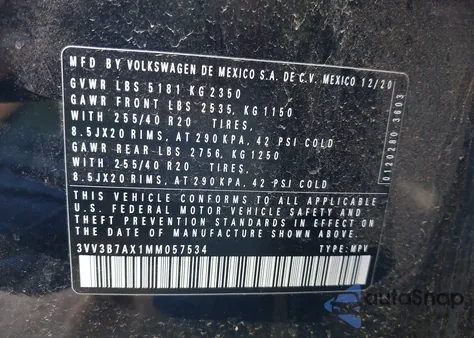 MFD BY VOLKSWAGEN DE MEXICO S.A. DE C.V. MEXICO 12/20
GVWR LBS 5181 KG 2350
GAWR FRONT LBS 2535, KG 1150
WITH 255/40 R20 TIRES,
8.5JX20 RIMS, AT 290 KPA, 42 PSI COLD
GAWR REAR LBS 2756, KG 1250
WITH 255/40 R20 TIRES,
8.5JX20 RIMS, AT 290KPA, 42 PSI COLD
THIS VEHICLE CONFORMS TO ALL APPLICABLE
U.S. FEDERAL MOTOR VEHICLE SAFETY AND
THEFT PREVENTION STANDARDS IN EFFECT ON
THE DATE OF MANUFACTURE SHOWN ABOVE.
3VV3B7AX1MM057534 TYPE: MPV
0120280 3603
autoSnap